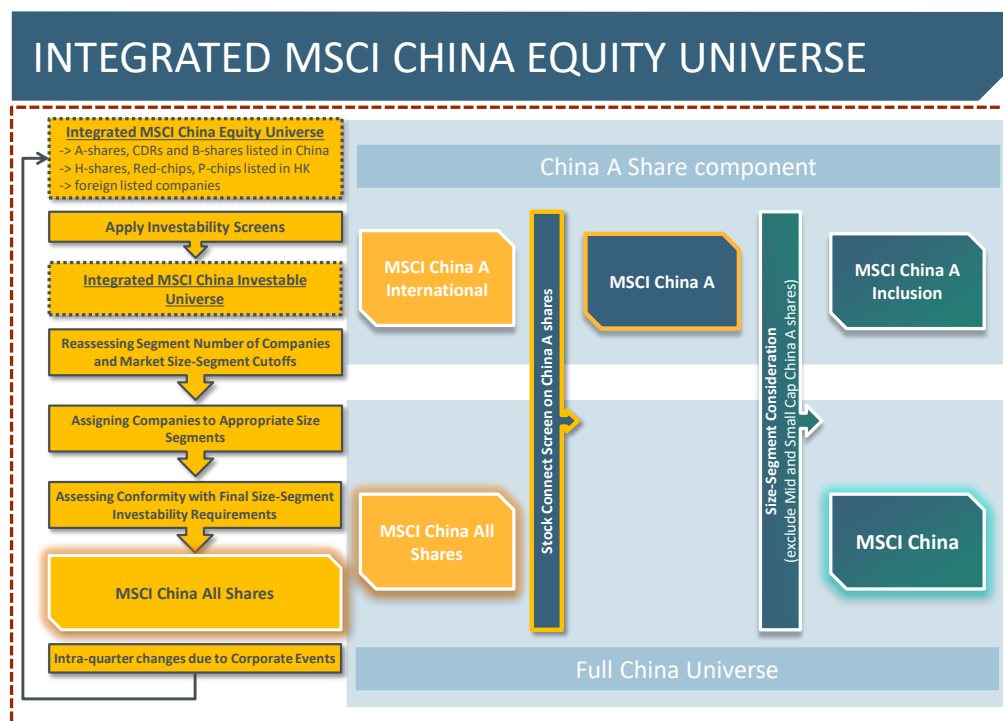 INTEGRATED MSCI CHINA EQUITY UNIVERSE
Integrated MSCI China Equity Universe
-> A-shares, CDRs and B-shares listed in China
-> H-shares, Red-chips, P-chips listed in HK
-> foreign listed companies
Apply Investability Screens
Integrated MSCI China Investable
Universe
Reassessing Segment Number of Companies
and Market Size-Segment Cutoffs
Assigning Companies to Appropriate Size
Segments
Assessing Conformity with Final Size-Segment
Investability Requirements
MSCI China All Shares
Intra-quarter changes due to Corporate Events
China A Share component
MSCI China A
International
Stock Connect Screen on China A shares
MSCI China A
Size-Segment Consideration
(exclude Mid and Small Cap China A shares)
MSCI China A
Inclusion
MSCI China All
Shares
MSCI China
Full China Universe